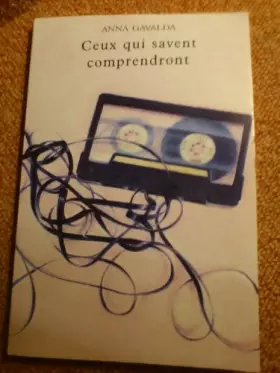 ANNA GAVALDA
Ceux qui savent
comprendront